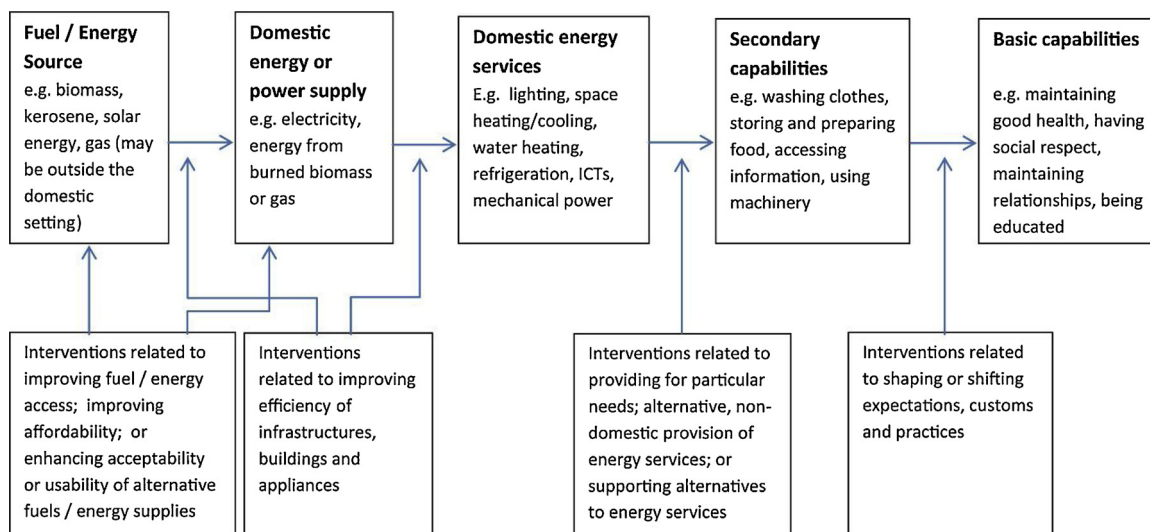 Fuel / Energy
Source
e.g. biomass,
kerosene, solar
energy, gas (may
be outside the
domestic
setting)
Domestic
energy or
power supply
e.g. electricity,
energy from
burned biomass
or gas
Domestic energy
services
E.g. lighting, space
heating/cooling,
water heating,
refrigeration, ICTs,
mechanical power
Secondary
capabilities
e.g. washing clothes,
storing and preparing
food, accessing
information, using
machinery
Basic capabilities
e.g. maintaining
good health, having
social respect,
maintaining
relationships, being
educated
Interventions related to
improving fuel / energy
access; improving
affordability; or
enhancing acceptability
or usability of alternative
fuels / energy supplies
Interventions
related to improving
efficiency of
infrastructures,
buildings and
appliances
Interventions related to
providing for particular
needs; alternative, non-
domestic provision of
energy services; or
supporting alternatives
to energy services
Interventions related
to shaping or shifting
expectations, customs
and practices